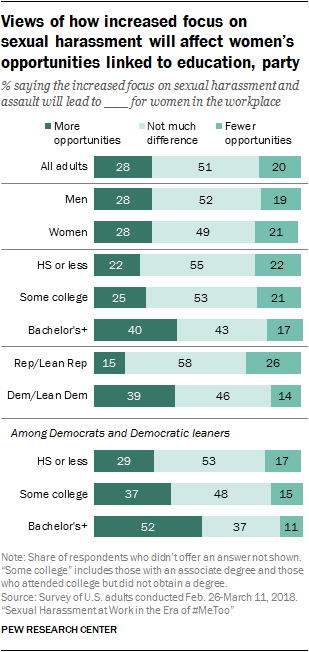 Views of how increased focus on
sexual harassment will affect women's
opportunities linked to education, party
% saying the increased focus on sexual harassment and
assault will lead to ____ for women in the workplace
More opportunities Not much difference Fewer opportunities
All adults 28 51 20
Men 28 52 19
Women 28 49 21
HS or less 22 55 22
Some college 25 53 21
Bachelor's+ 40 43 17
Rep/Lean Rep 15 58 26
Dem/Lean Dem 39 46 14
Among Democrats and Democratic leaners
HS or less 29 53 17
Some college 37 48 15
Bachelor's+ 52 37 11
Note: Share of respondents who didn't offer an answer not shown.
"Some college" includes those with an associate degree and those
who attended college but did not obtain a degree.
Source: Survey of U.S. adults conducted Feb. 26-March 11, 2018.
"Sexual Harassment at Work in the Era of #MeToo"
PEW RESEARCH CENTER